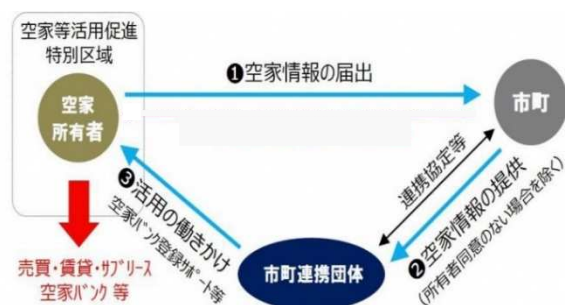 空家等活用促進
特別区域
空家
所有者
❶空家情報の届出
市町
連携協定等
❷空家情報の提供
(所有者同意のない場合を除く)
❸活用の働きかけ
空家バンク登録サポート等
市町連携団体
売買・賃貸・サブリース
空家バンク 等